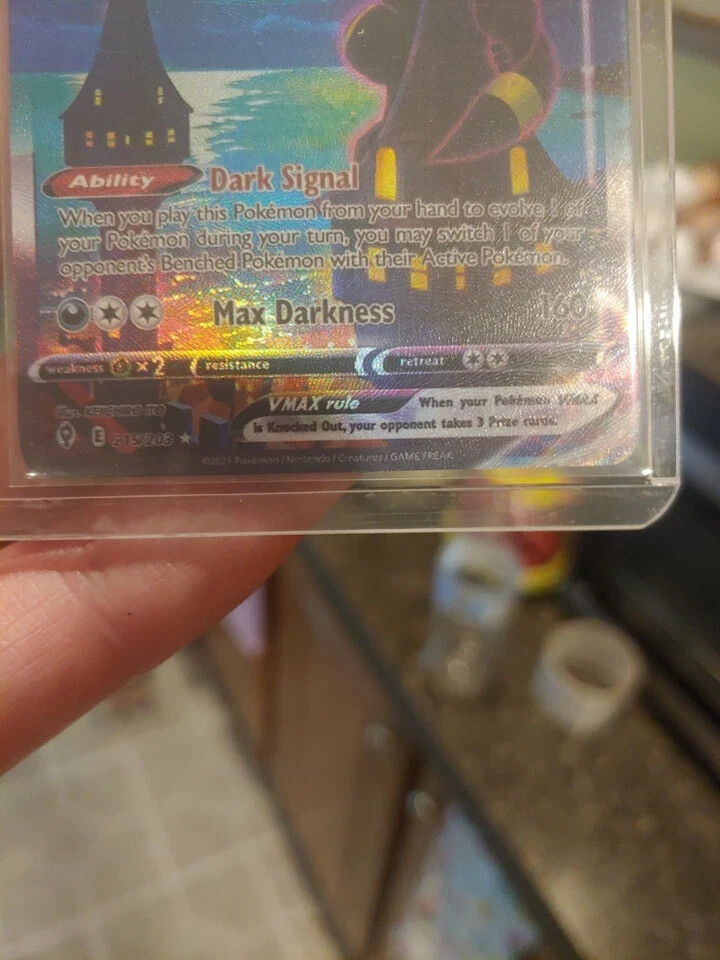 Ability Dark Signal
When you play this Pokémon from your hand to evolve 1 of
your Pokémon during your turn, you may switch 1 of your
opponent's Benched Pokémon with their Active Pokémon.
Max Darkness 160
weakness ×2 resistance retreat
Illus. KEIICHIRO ITO
VMAX rule When your Pokémon VMAX
is Knocked Out, your opponent takes 3 Prize cards.
E 215/203 ★
©2021 Pokémon / Nintendo / Creatures / GAME FREAK